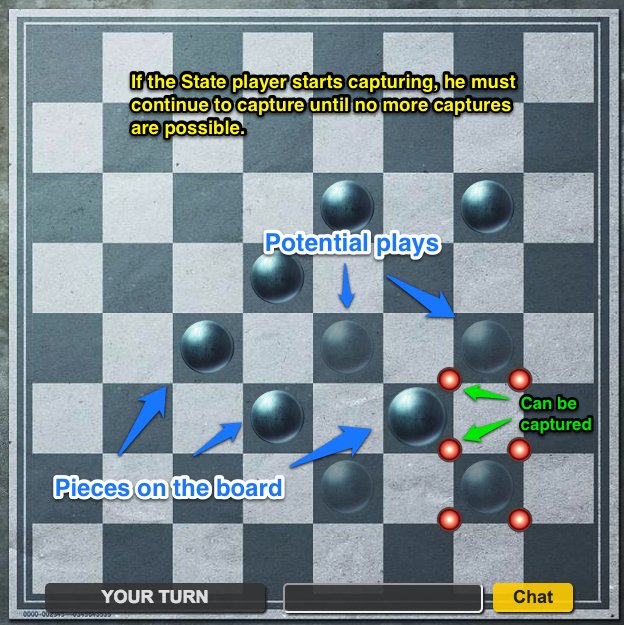 If the State player starts capturing, he must
continue to capture until no more captures
are possible.
Potential plays
Can be
captured
Pieces on the board
YOUR TURN
Chat